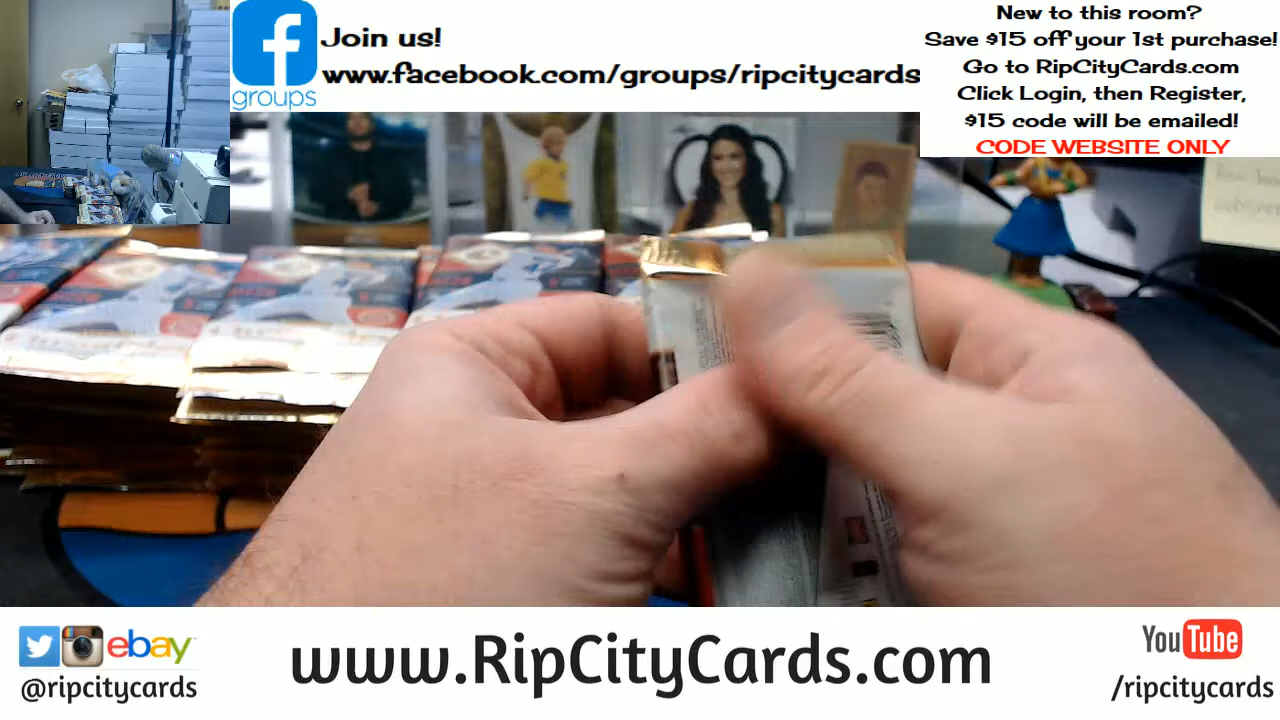 Join us!
www.facebook.com/groups/ripcitycards
groups
New to this room?
Save $15 off your 1st purchase!
Go to RipCityCards.com
Click Login, then Register,
$15 code will be emailed!
CODE WEBSITE ONLY
ebay
@ripcitycards
www.RipCityCards.com
YouTube
/ripcitycards